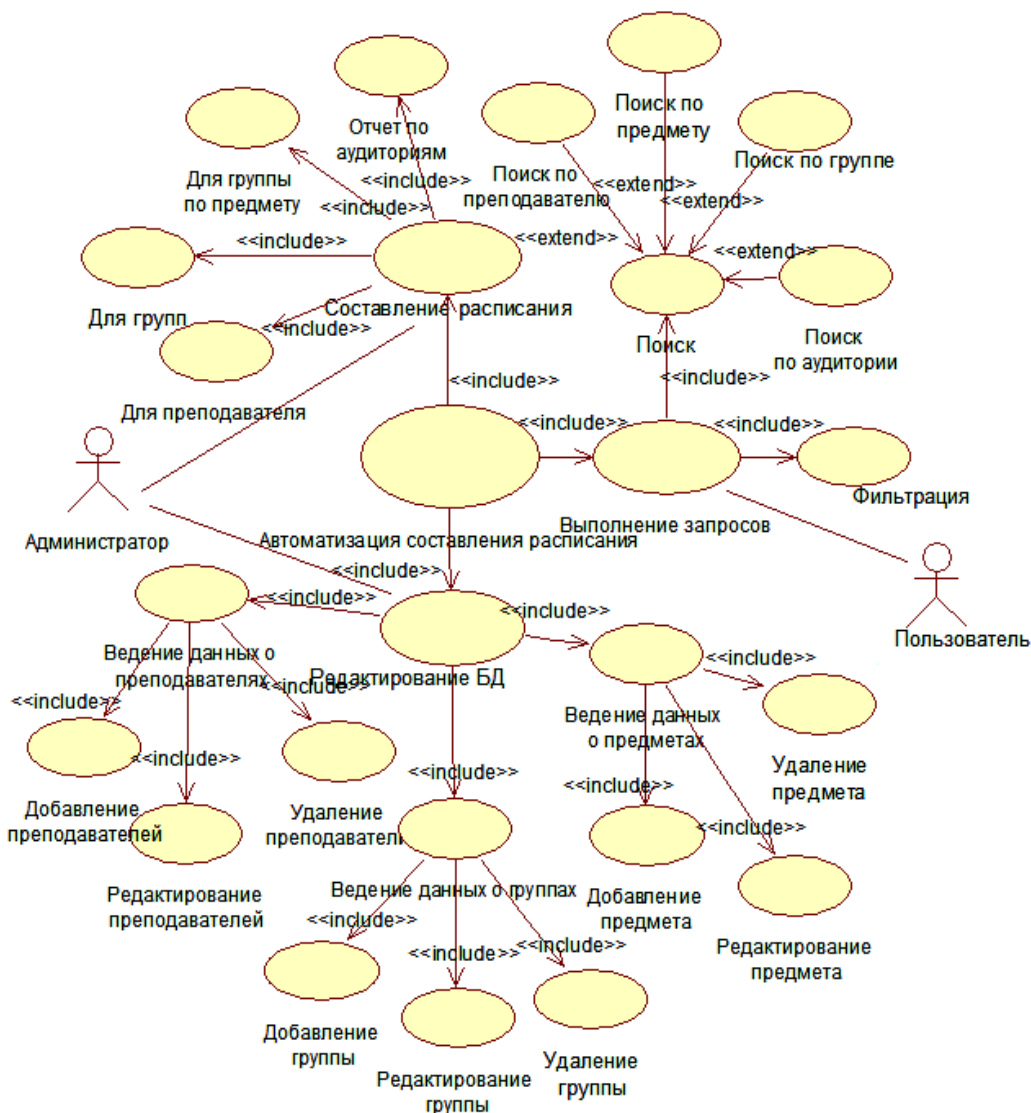 Поиск по
предмету
Отчет по
аудиториям
<<include>>
Поиск по группе
Для группы
по предмету
<<include>>
Поиск по
преподавателю
<<extend>>
<<extend>>
<<extend>>
<<extend>>
<<include>>
Для групп
Составление расписания
<<include>>
Поиск
Поиск
по аудитории
<<include>>
<<include>>
Для преподавателя
<<include>>
<<include>>
Фильтрация
Выполнение запросов
Администратор
Автоматизация составления расписания
<<include>>
<<include>>
<<include>>
Пользователь
Ведение данных о
преподавателях
Редактирование БД
<<include>>
<<include>>
<<include>>
<<include>>
Ведение данных
о предметах
Удаление
предмета
<<include>>
<<include>>
Добавление
преподавателей
Удаление
преподавателей
<<include>>
<<include>>
Редактирование
преподавателей
Ведение данных о группах
Добавление
предмета
<<include>>
<<include>>
<<include>>
Редактирование
предмета
Добавление
группы
Редактирование
группы
Удаление
группы